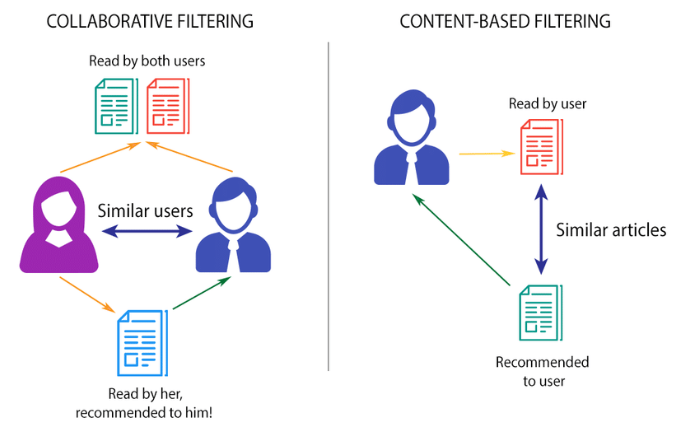 COLLABORATIVE FILTERING
Read by both users
Similar users
Read by her,
recommended to him!
CONTENT-BASED FILTERING
Read by user
Similar articles
Recommended
to user